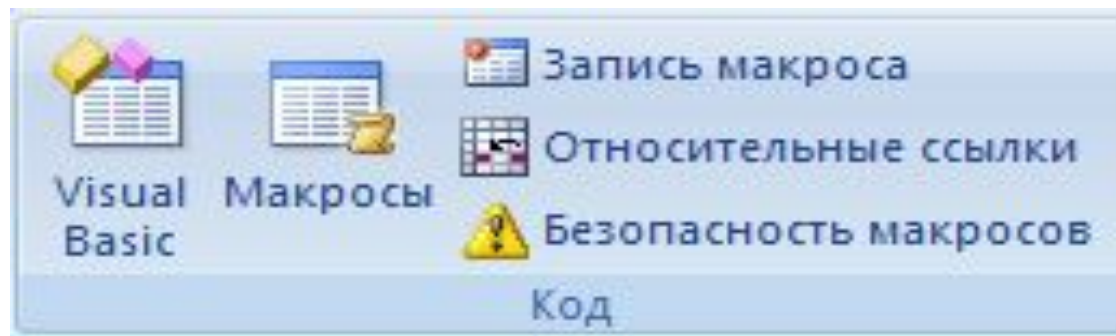 Visual
Basic
Макросы
Запись макроса
Относительные ссылки
Безопасность макросов
Код